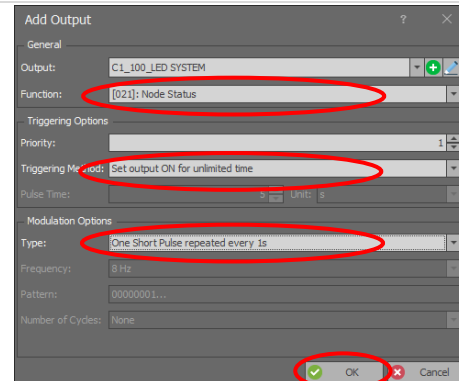 Add Output ? ×
General
Output: C1_100_LED SYSTEM
Function: [021]: Node Status
Triggering Options
Priority: 1
Triggering Method: Set output ON for unlimited time
Pulse Time: 5 Unit: s
Modulation Options
Type: One Short Pulse repeated every 1s
Frequency: 8 Hz
Pattern: 00000001...
Number of Cycles: None
OK Cancel